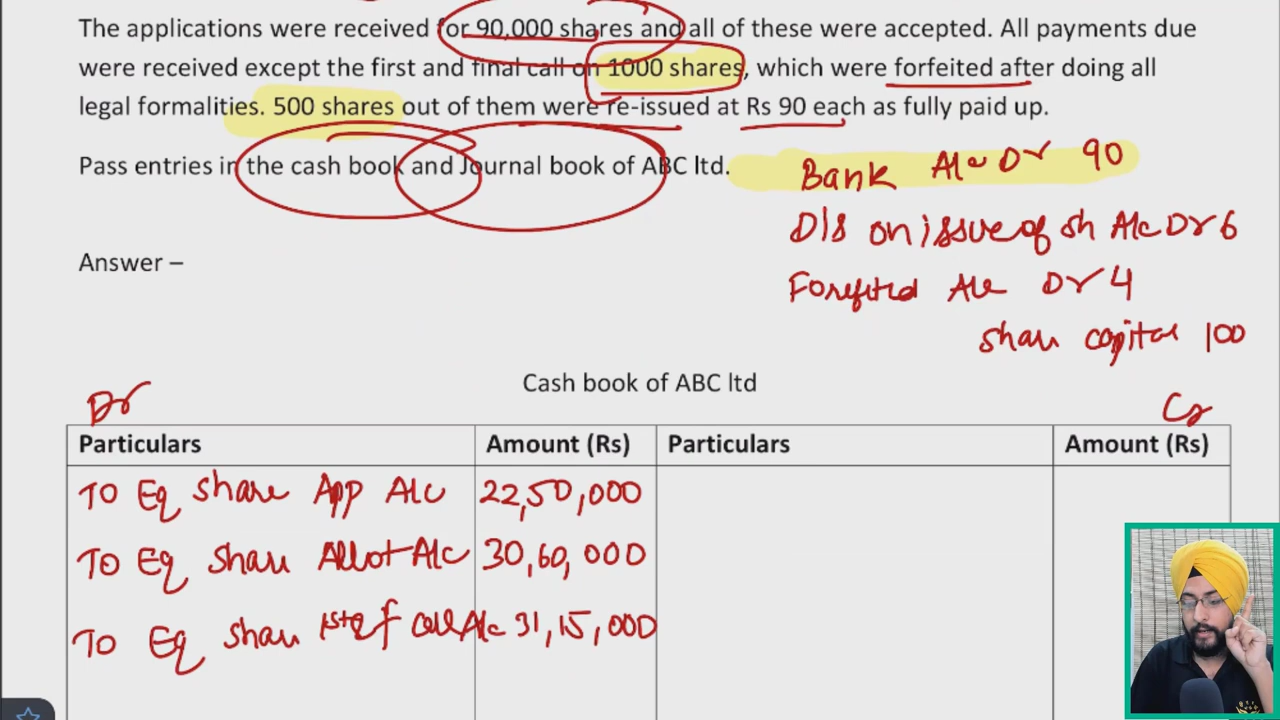 The applications were received for 90,000 shares and all of these were accepted. All payments due
were received except the first and final call on 1000 shares, which were forfeited after doing all
legal formalities. 500 shares out of them were re-issued at Rs 90 each as fully paid up.
Pass entries in the cash book and Journal book of ABC ltd.
Bank A/c Dr 90
Dis on issue of sh A/c Dr 6
Answer –
Forefited A/c Dr 4
share capital 100
Cash book of ABC ltd
Dr
Cr
Particulars Amount (Rs) Particulars Amount (Rs)
To Eq share App A/c 22,50,000
To Eq share Allot A/c 30,60,000
To Eq share 1st & f call A/c 31,15,000